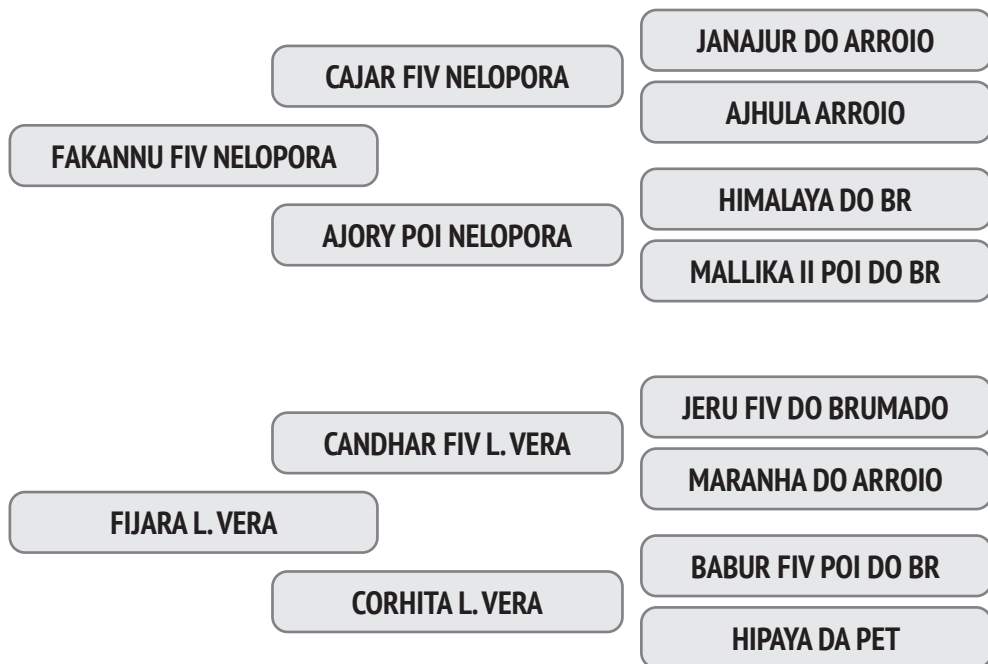 JANAJUR DO ARROIO
CAJAR FIV NELOPORA
AJHULA ARROIO
FAKANNU FIV NELOPORA
HIMALAYA DO BR
AJORY POI NELOPORA
MALLIKA II POI DO BR
JERU FIV DO BRUMADO
CANDHAR FIV L. VERA
MARANHA DO ARROIO
FIJARA L. VERA
BABUR FIV POI DO BR
CORHITA L. VERA
HIPAYA DA PET